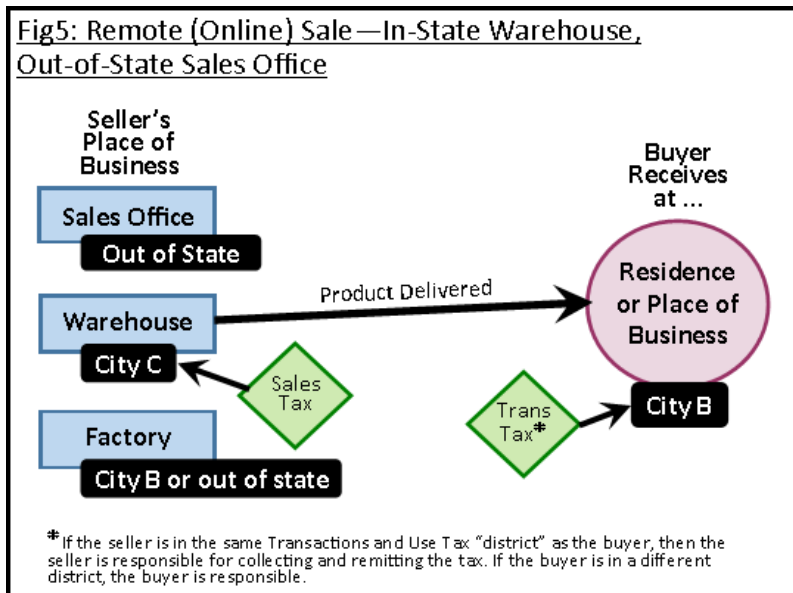 Fig5: Remote (Online) Sale—In-State Warehouse,
Out-of-State Sales Office
Seller's
Place of
Business
Buyer
Receives
at ...
Sales Office
Out of State
Product Delivered
Residence
or Place of
Business
Warehouse
City C
Sales
Tax
Trans
Tax*
City B
Factory
City B or out of state
*If the seller is in the same Transactions and Use Tax "district" as the buyer, then the
seller is responsible for collecting and remitting the tax. If the buyer is in a different
district, the buyer is responsible.